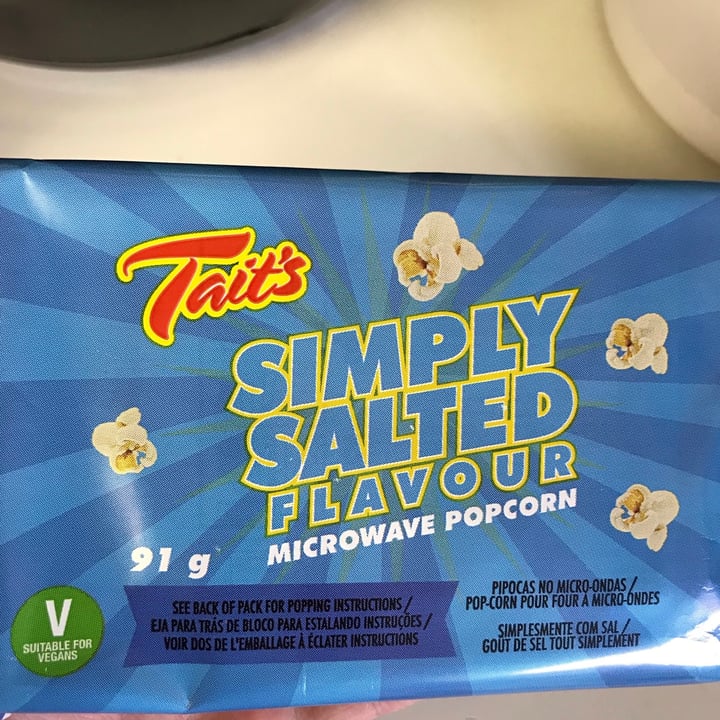 Tait's
SIMPLY
SALTED
FLAVOUR
MICROWAVE POPCORN
91 g
V
SUITABLE FOR
VEGANS
SEE BACK OF PACK FOR POPPING INSTRUCTIONS /
EJA PARA TRÁS DE BLOCO PARA ESTALANDO INSTRUÇÕES /
VOIR DOS DE L'EMBALLAGE À ÉCLATER INSTRUCTIONS
PIPOCAS NO MICRO-ONDAS /
POP-CORN POUR FOUR À MICRO-ONDES
SIMPLESMENTE COM SAL /
GOÛT DE SEL TOUT SIMPLEMENT